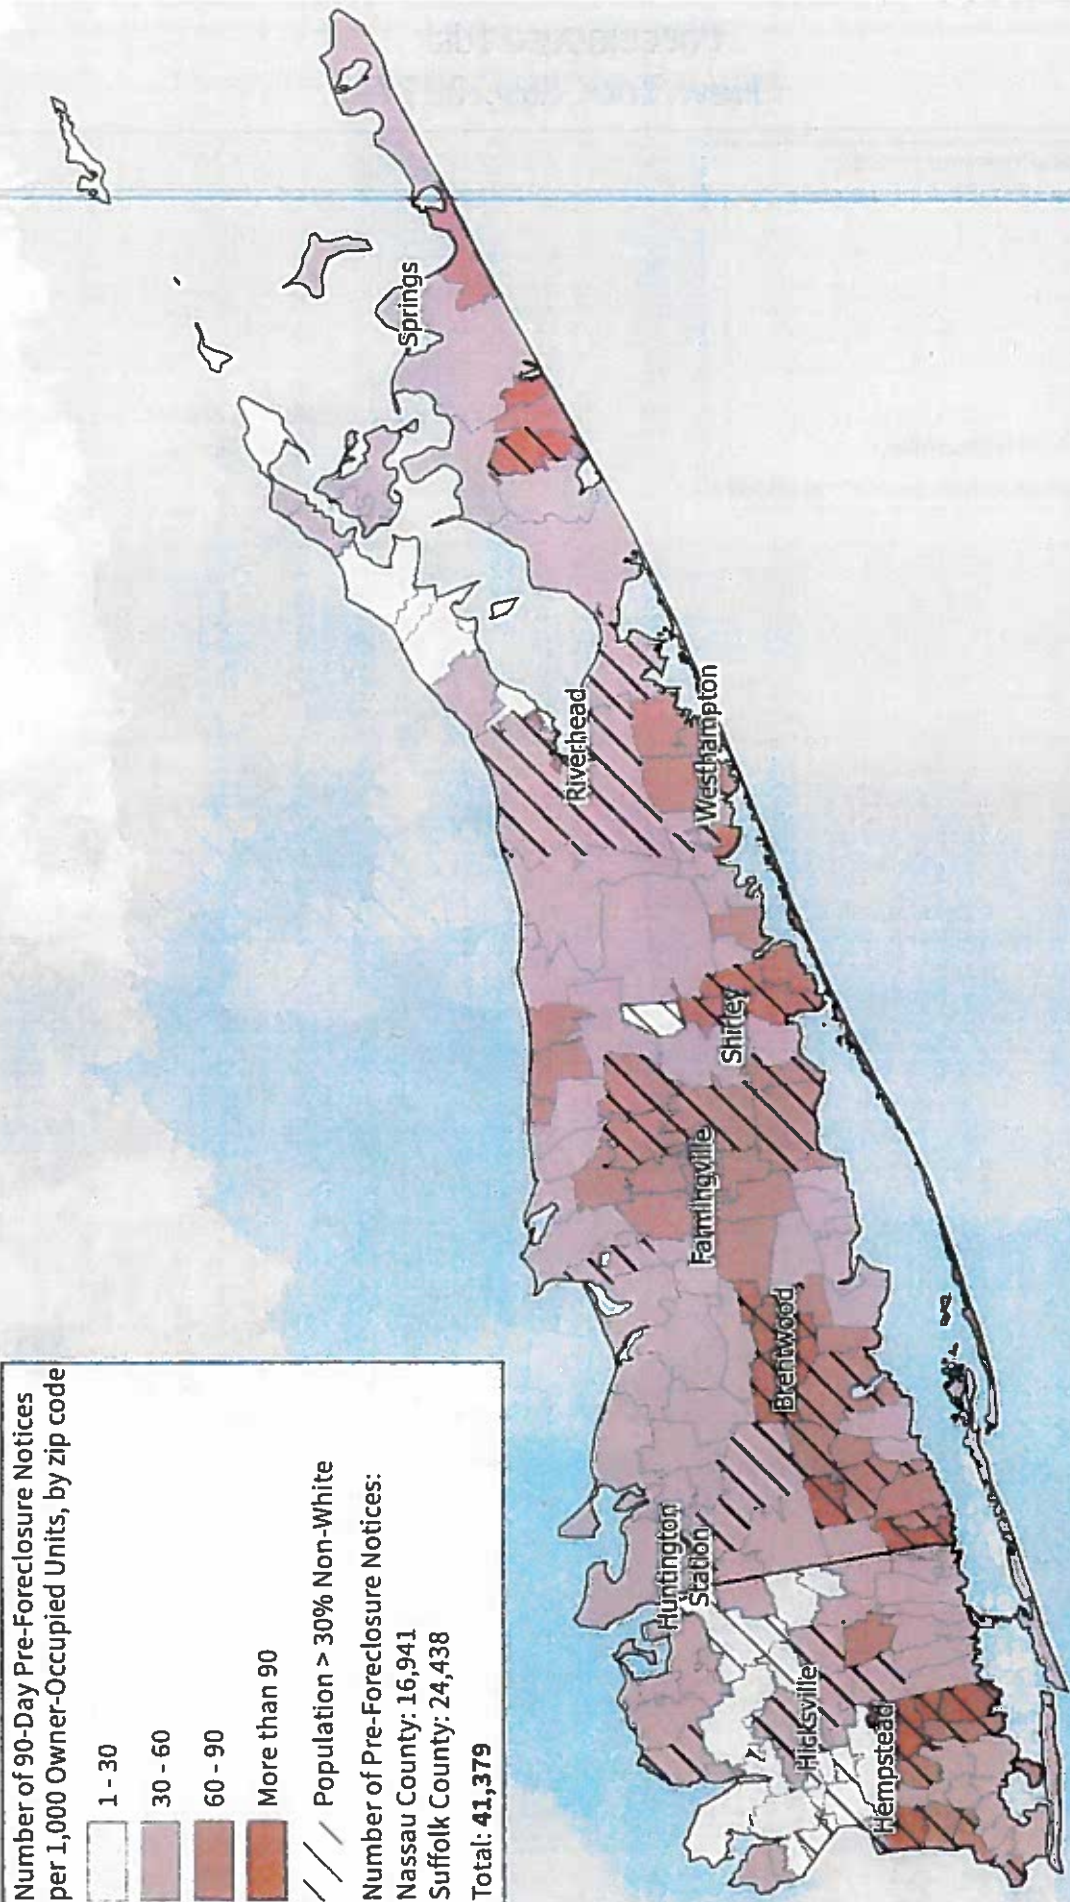 Number of 90-Day Pre-Foreclosure Notices
per 1,000 Owner-Occupied Units, by zip code
1 - 30
30 - 60
60 - 90
More than 90
Population > 30% Non-White
Number of Pre-Foreclosure Notices:
Nassau County: 16,941
Suffolk County: 24,438
Total: 41,379
Springs
Riverhead
Westhampton
Shirley
Farmingville
Brentwood
Huntington
Station
Hicksville
Hempstead